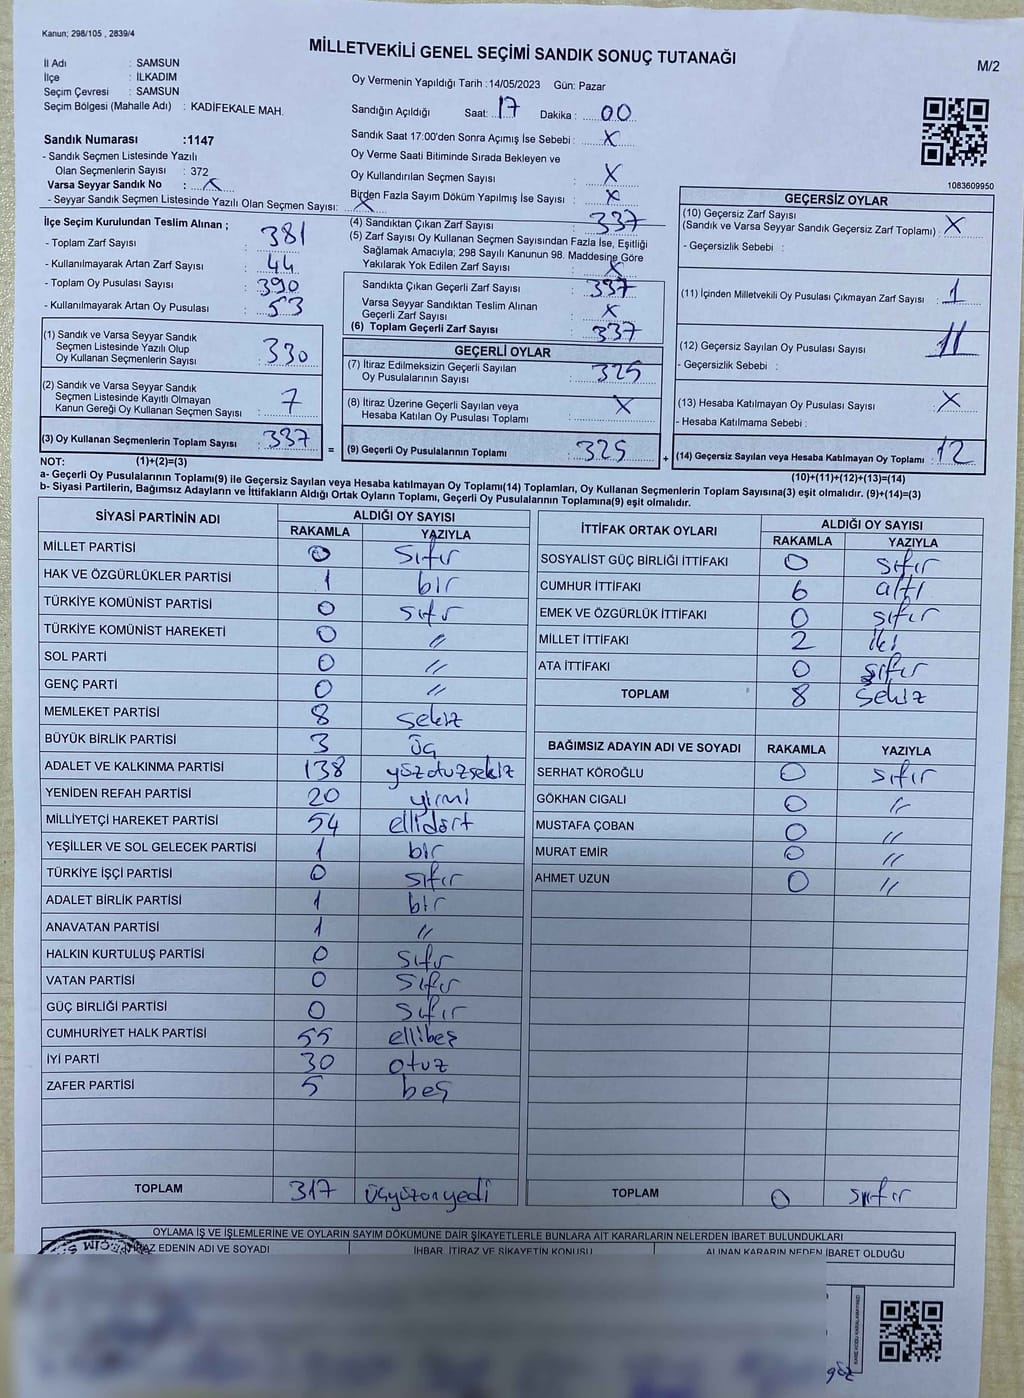 Kanun; 298/105 , 2839/4
MİLLETVEKİLİ GENEL SEÇİMİ SANDIK SONUÇ TUTANAĞI
M/2
İl Adı : SAMSUN
İlçe : İLKADIM
Seçim Çevresi : SAMSUN
Seçim Bölgesi (Mahalle Adı) : KADİFEKALE MAH.
Oy Vermenin Yapıldığı Tarih :14/05/2023 Gün: Pazar
Sandığın Açıldığı Saat: 17 Dakika : 00
Sandık Saat 17:00'den Sonra Açımış İse Sebebi : X
Oy Verme Saati Bitiminde Sırada Bekleyen ve
Oy Kullandırılan Seçmen Sayısı : X
Birden Fazla Sayım Döküm Yapılmış İse Sayısı : X
1083609950
Sandık Numarası :1147
- Sandık Seçmen Listesinde Yazılı
Olan Seçmenlerin Sayısı : 372
Varsa Seyyar Sandık No : X
- Seyyar Sandık Seçmen Listesinde Yazılı Olan Seçmen Sayısı: X
İlçe Seçim Kurulundan Teslim Alınan ;
- Toplam Zarf Sayısı : 381
- Kullanılmayarak Artan Zarf Sayısı : 44
- Toplam Oy Pusulası Sayısı : 390
- Kullanılmayarak Artan Oy Pusulası : 53
(1) Sandık ve Varsa Seyyar Sandık
Seçmen Listesinde Yazılı Olup
Oy Kullanan Seçmenlerin Sayısı : 330
(2) Sandık ve Varsa Seyyar Sandık
Seçmen Listesinde Kayıtlı Olmayan
Kanun Gereği Oy Kullanan Seçmen Sayısı : 7
(3) Oy Kullanan Seçmenlerin Toplam Sayısı : 337
(4) Sandıktan Çıkan Zarf Sayısı : 337
(5) Zarf Sayısı Oy Kullanan Seçmen Sayısından Fazla İse, Eşitliği
Sağlamak Amacıyla; 298 Sayılı Kanunun 98. Maddesine Göre
Yakılarak Yok Edilen Zarf Sayısı : X
Sandıkta Çıkan Geçerli Zarf Sayısı : 337
Varsa Seyyar Sandıktan Teslim Alınan
Geçerli Zarf Sayısı : X
(6) Toplam Geçerli Zarf Sayısı : 337
GEÇERLİ OYLAR
(7) İtiraz Edilmeksizin Geçerli Sayılan
Oy Pusulalarının Sayısı : 325
(8) İtiraz Üzerine Geçerli Sayılan veya
Hesaba Katılan Oy Pusulası Toplamı : X
= (9) Geçerli Oy Pusulalarının Toplamı : 325
GEÇERSİZ OYLAR
(10) Geçersiz Zarf Sayısı
(Sandık ve Varsa Seyyar Sandık Geçersiz Zarf Toplamı) : X
- Geçersizlik Sebebi :
(11) İçinden Milletvekili Oy Pusulası Çıkmayan Zarf Sayısı : 1
(12) Geçersiz Sayılan Oy Pusulası Sayısı : 11
- Geçersizlik Sebebi :
(13) Hesaba Katılmayan Oy Pusulası Sayısı : X
- Hesaba Katılmama Sebebi :
+ (14) Geçersiz Sayılan veya Hesaba Katılmayan Oy Toplamı : 12
NOT: (1)+(2)=(3)
(10)+(11)+(12)+(13)=(14)
a- Geçerli Oy Pusulaların Toplamı(9) ile Geçersiz Sayılan veya Hesaba katılmayan Oy Toplamı(14) Toplamları, Oy Kullanan Seçmenlerin Toplam Sayısına(3) eşit olmalıdır. (9)+(14)=(3)
b- Siyasi Partilerin, Bağımsız Adayların ve İttifakların Aldığı Ortak Oyların Toplamı, Geçerli Oy Pusulalarının Toplamına(9) eşit olmalıdır.
SİYASİ PARTİNİN ADI ALDIĞI OY SAYISI
RAKAMLA YAZIYLA
MİLLET PARTİSİ 0 sıfır
HAK VE ÖZGÜRLÜKLER PARTİSİ 1 bir
TÜRKİYE KOMÜNİST PARTİSİ 0 sıfır
TÜRKİYE KOMÜNİST HAREKETİ 0 "
SOL PARTİ 0 "
GENÇ PARTİ 0 "
MEMLEKET PARTİSİ 8 sekiz
BÜYÜK BİRLİK PARTİSİ 3 üç
ADALET VE KALKINMA PARTİSİ 138 yüzotuzsekiz
YENİDEN REFAH PARTİSİ 20 yirmi
MİLLİYETÇİ HAREKET PARTİSİ 54 ellidört
YEŞİLLER VE SOL GELECEK PARTİSİ 1 bir
TÜRKİYE İŞÇİ PARTİSİ 0 sıfır
ADALET BİRLİK PARTİSİ 1 bir
ANAVATAN PARTİSİ 1 "
HALKIN KURTULUŞ PARTİSİ 0 sıfır
VATAN PARTİSİ 0 sıfır
GÜÇ BİRLİĞİ PARTİSİ 0 sıfır
CUMHURİYET HALK PARTİSİ 55 ellibeş
İYİ PARTİ 30 otuz
ZAFER PARTİSİ 5 beş
TOPLAM 317 üçyüzonyedi
İTTİFAK ORTAK OYLARI ALDIĞI OY SAYISI
RAKAMLA YAZIYLA
SOSYALİST GÜÇ BİRLİĞİ İTTİFAKI 0 sıfır
CUMHUR İTTİFAKI 6 altı
EMEK VE ÖZGÜRLÜK İTTİFAKI 0 sıfır
MİLLET İTTİFAKI 2 iki
ATA İTTİFAKI 0 sıfır
TOPLAM 8 sekiz
BAĞIMSIZ ADAYIN ADI VE SOYADI RAKAMLA YAZIYLA
SERHAT KÖROĞLU 0 sıfır
GÖKHAN CIGALI 0 "
MUSTAFA ÇOBAN 0 "
MURAT EMİR 0 "
AHMET UZUN 0 "
TOPLAM 0 sıfır
OYLAMA İŞ VE İŞLEMLERİNE VE OYLARIN SAYIM DÖKÜMÜNE DAİR ŞİKAYETLERLE BUNLARA AİT KARARLARIN NELERDEN İBARET BULUNDUKLARI
EDENİN ADI VE SOYADI İHBAR, İTİRAZ VE ŞİKAYETİN KONUSU ALINAN KARARIN NEDEN İBARET OLDUĞU